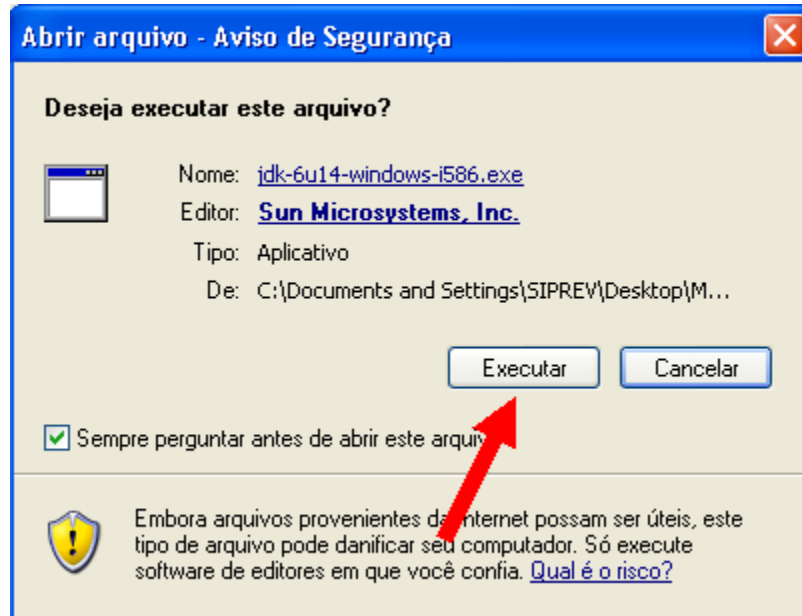 Abrir arquivo - Aviso de Segurança
Deseja executar este arquivo?
Nome: jdk-6u14-windows-i586.exe
Editor: Sun Microsystems, Inc.
Tipo: Aplicativo
De: C:\Documents and Settings\SIPREV\Desktop\M...
Executar Cancelar
Sempre perguntar antes de abrir este arquivo
Embora arquivos provenientes da Internet possam ser úteis, este
tipo de arquivo pode danificar seu computador. Só execute
software de editores em que você confia. Qual é o risco?